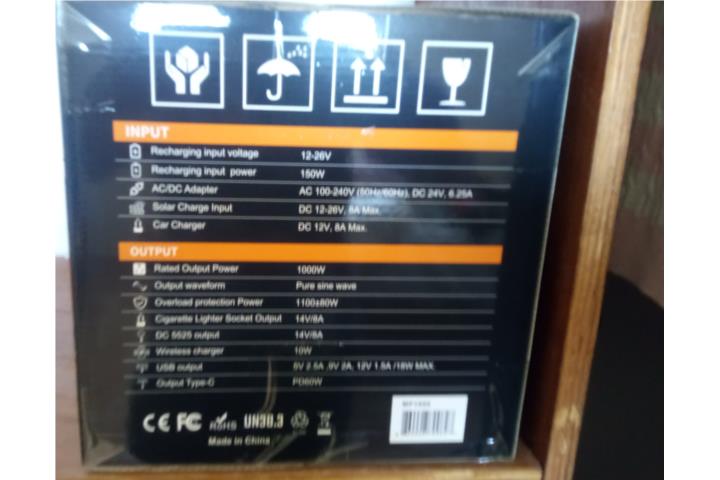 INPUT
Recharging input voltage 12-26V
Recharging input power 150W
AC/DC Adapter AC 100-240V (50Hz/60Hz), DC 24V, 6.25A
Solar Charge Input DC 12-26V, 8A Max.
Car Charger DC 12V, 8A Max.
OUTPUT
Rated Output Power 1000W
Output waveform Pure sine wave
Overload protection Power 1100±80W
Cigarette Lighter Socket Output 14V/8A
DC 5525 output 14V/8A
Wireless charger 10W
USB output 5V 2.5A ,9V 2A, 12V 1.5A /18W MAX.
Output Type-C PD60W
CE FC RoHS UN38.3
Made in China